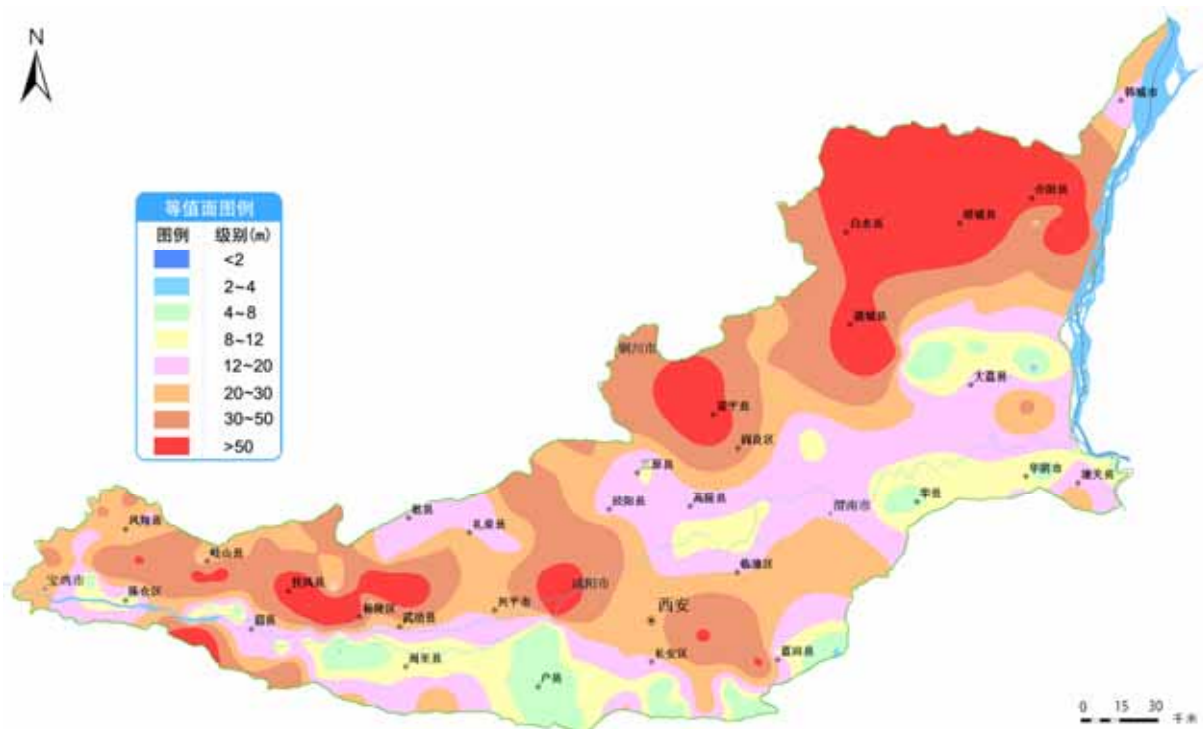 N
等值面图例
图例 级别(m)
<2
2~4
4~8
8~12
12~20
20~30
30~50
>50
韩城市
合阳县
澄城县
白水县
蒲城县
铜川市
大荔县
富平县
阎良区
三原县
华阴市
潼关县
泾阳县
高陵县
渭南市
华县
乾县
礼泉县
凤翔县
岐山县
临潼区
宝鸡市
陈仓区
扶风县
咸阳市
杨陵区
兴平市
武功县
西安
眉县
周至县
长安区
蓝田县
户县
0 15 30
千米